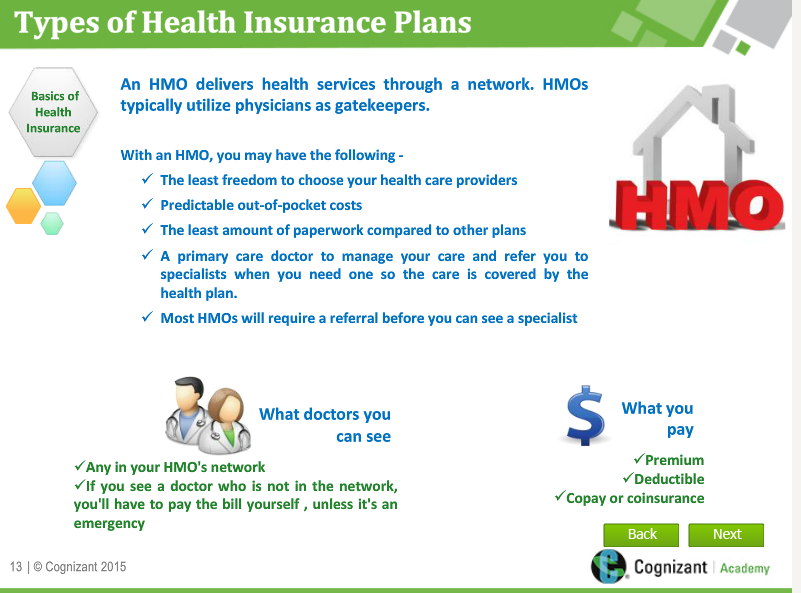 Types of Health Insurance Plans
Basics of
Health
Insurance
An HMO delivers health services through a network. HMOs
typically utilize physicians as gatekeepers.
With an HMO, you may have the following -
✓ The least freedom to choose your health care providers
✓ Predictable out-of-pocket costs
✓ The least amount of paperwork compared to other plans
✓ A primary care doctor to manage your care and refer you to
specialists when you need one so the care is covered by the
health plan.
✓ Most HMOs will require a referral before you can see a specialist
HMO
What doctors you
can see
✓Any in your HMO's network
✓If you see a doctor who is not in the network,
you'll have to pay the bill yourself , unless it's an
emergency
$
What you
pay
✓Premium
✓Deductible
✓Copay or coinsurance
Back
Next
13 | © Cognizant 2015
Cognizant | Academy